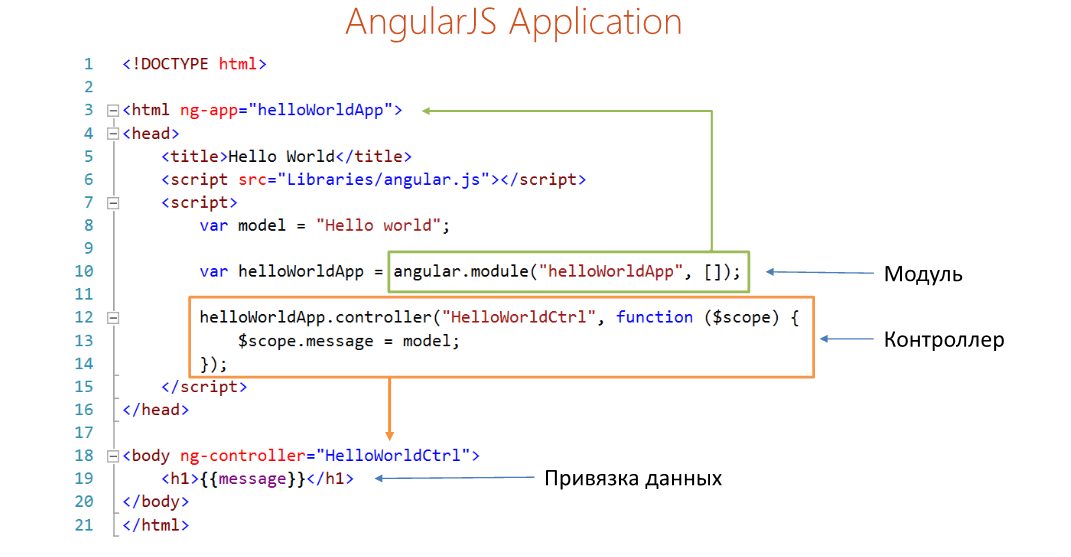 AngularJS Application
1 <!DOCTYPE html>
2
3 <html ng-app="helloWorldApp">
4 <head>
5     <title>Hello World</title>
6     <script src="Libraries/angular.js"></script>
7     <script>
8         var model = "Hello world";
9
10         var helloWorldApp = angular.module("helloWorldApp", []); Модуль
11
12         helloWorldApp.controller("HelloWorldCtrl", function ($scope) {
13             $scope.message = model; Контроллер
14         });
15     </script>
16 </head>
17
18 <body ng-controller="HelloWorldCtrl">
19     <h1>{{message}}</h1> Привязка данных
20 </body>
21 </html>